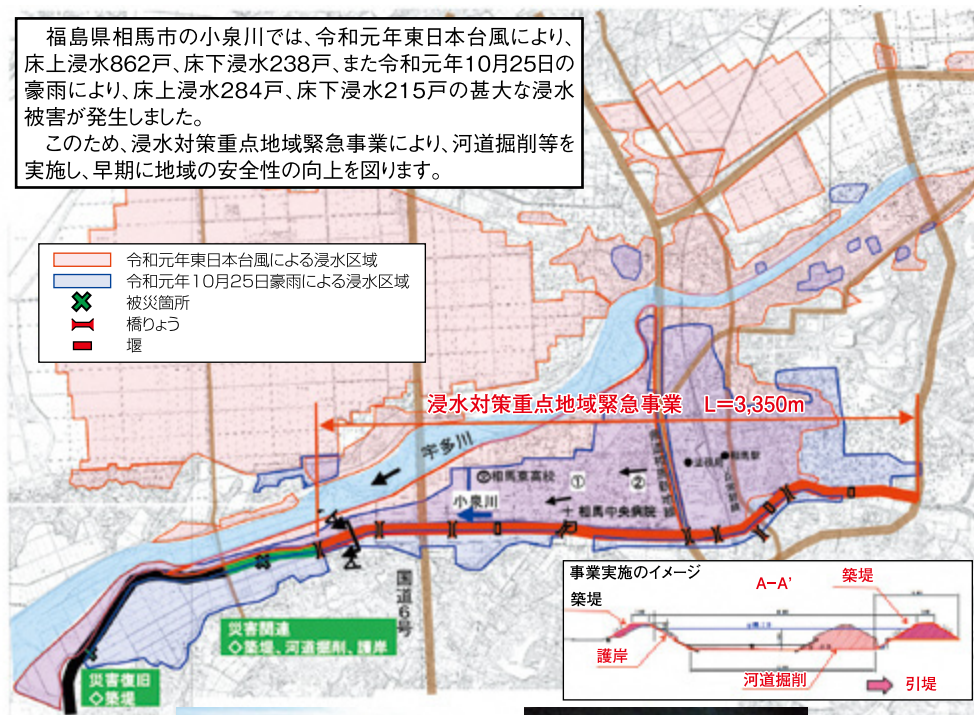 福島県相馬市の小泉川では、令和元年東日本台風により、
床上浸水862戸、床下浸水238戸、また令和元年10月25日の
豪雨により、床上浸水284戸、床下浸水215戸の甚大な浸水
被害が発生しました。
このため、浸水対策重点地域緊急事業により、河道掘削等を
実施し、早期に地域の安全性の向上を図ります。
令和元年東日本台風による浸水区域
令和元年10月25日豪雨による浸水区域
被災箇所
橋りょう
堰
浸水対策重点地域緊急事業 L=3,350m
宇多川
相馬東高校
①
②
小泉川
相馬中央病院
相馬駅
国道6号
災害関連
◇築堤、河道掘削、護岸
災害復旧
◇築堤
事業実施のイメージ
A-A'
築堤
築堤
護岸
河道掘削
引堤